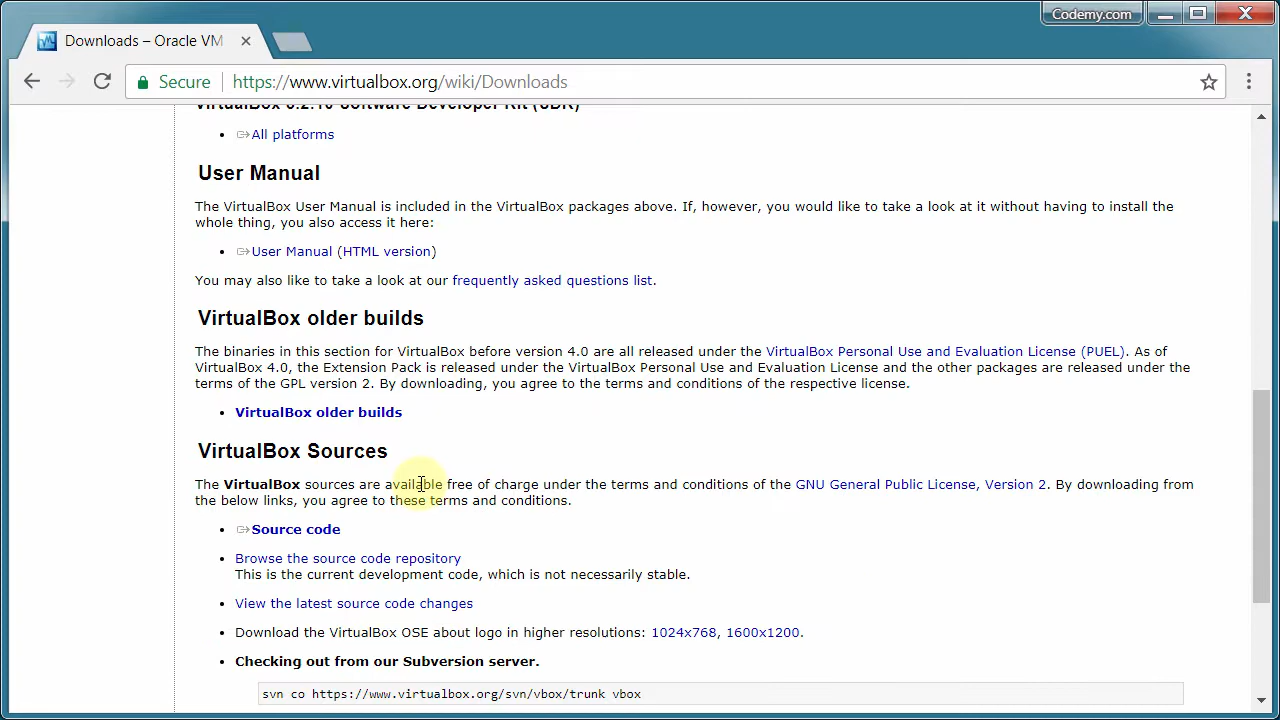 Codemy.com
Downloads – Oracle VM
Secure https://www.virtualbox.org/wiki/Downloads
Software Developer Kit (SDK)
All platforms
User Manual
The VirtualBox User Manual is included in the VirtualBox packages above. If, however, you would like to take a look at it without having to install the
whole thing, you also access it here:
User Manual (HTML version)
You may also like to take a look at our frequently asked questions list.
VirtualBox older builds
The binaries in this section for VirtualBox before version 4.0 are all released under the VirtualBox Personal Use and Evaluation License (PUEL). As of
VirtualBox 4.0, the Extension Pack is released under the VirtualBox Personal Use and Evaluation License and the other packages are released under the
terms of the GPL version 2. By downloading, you agree to the terms and conditions of the respective license.
VirtualBox older builds
VirtualBox Sources
The VirtualBox sources are available free of charge under the terms and conditions of the GNU General Public License, Version 2. By downloading from
the below links, you agree to these terms and conditions.
Source code
Browse the source code repository
This is the current development code, which is not necessarily stable.
View the latest source code changes
Download the VirtualBox OSE about logo in higher resolutions: 1024x768, 1600x1200.
Checking out from our Subversion server.
svn co https://www.virtualbox.org/svn/vbox/trunk vbox